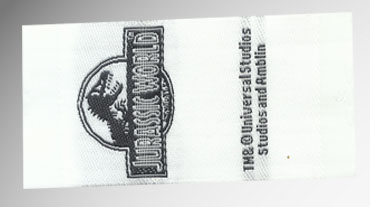 JURASSIC WORLD
TM& ©Universal Studios
Studios and Amblin